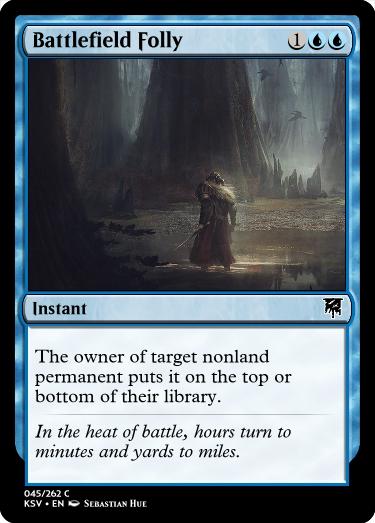 Battlefield Folly 1
Instant
The owner of target nonland
permanent puts it on the top or
bottom of their library.
In the heat of battle, hours turn to
minutes and yards to miles.
045/262 C
KSV • EN Sebastian Hue